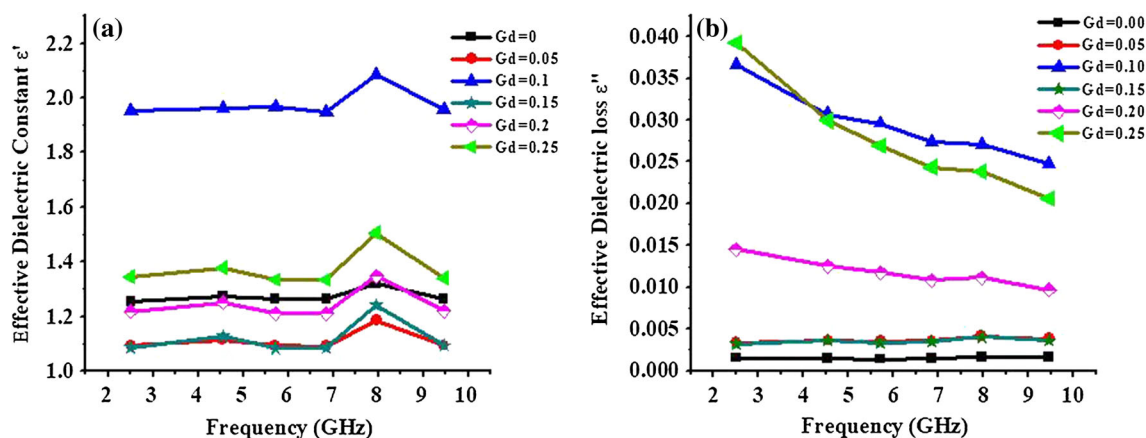 (a)
Effective Dielectric Constant ε'
2.2
2.0
1.8
1.6
1.4
1.2
1.0
2 3 4 5 6 7 8 9 10
Frequency (GHz)
Gd=0
Gd=0.05
Gd=0.1
Gd=0.15
Gd=0.2
Gd=0.25
(b)
Effective Dielectric loss ε"
0.040
0.035
0.030
0.025
0.020
0.015
0.010
0.005
0.000
2 3 4 5 6 7 8 9 10
Frequency (GHz)
Gd=0.00
Gd=0.05
Gd=0.10
Gd=0.15
Gd=0.20
Gd=0.25